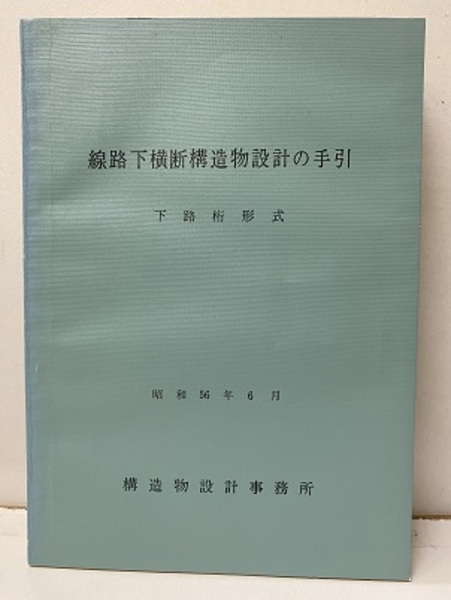 線路下横断構造物設計の手引
下路桁形式
昭和56年6月
構造物設計事務所